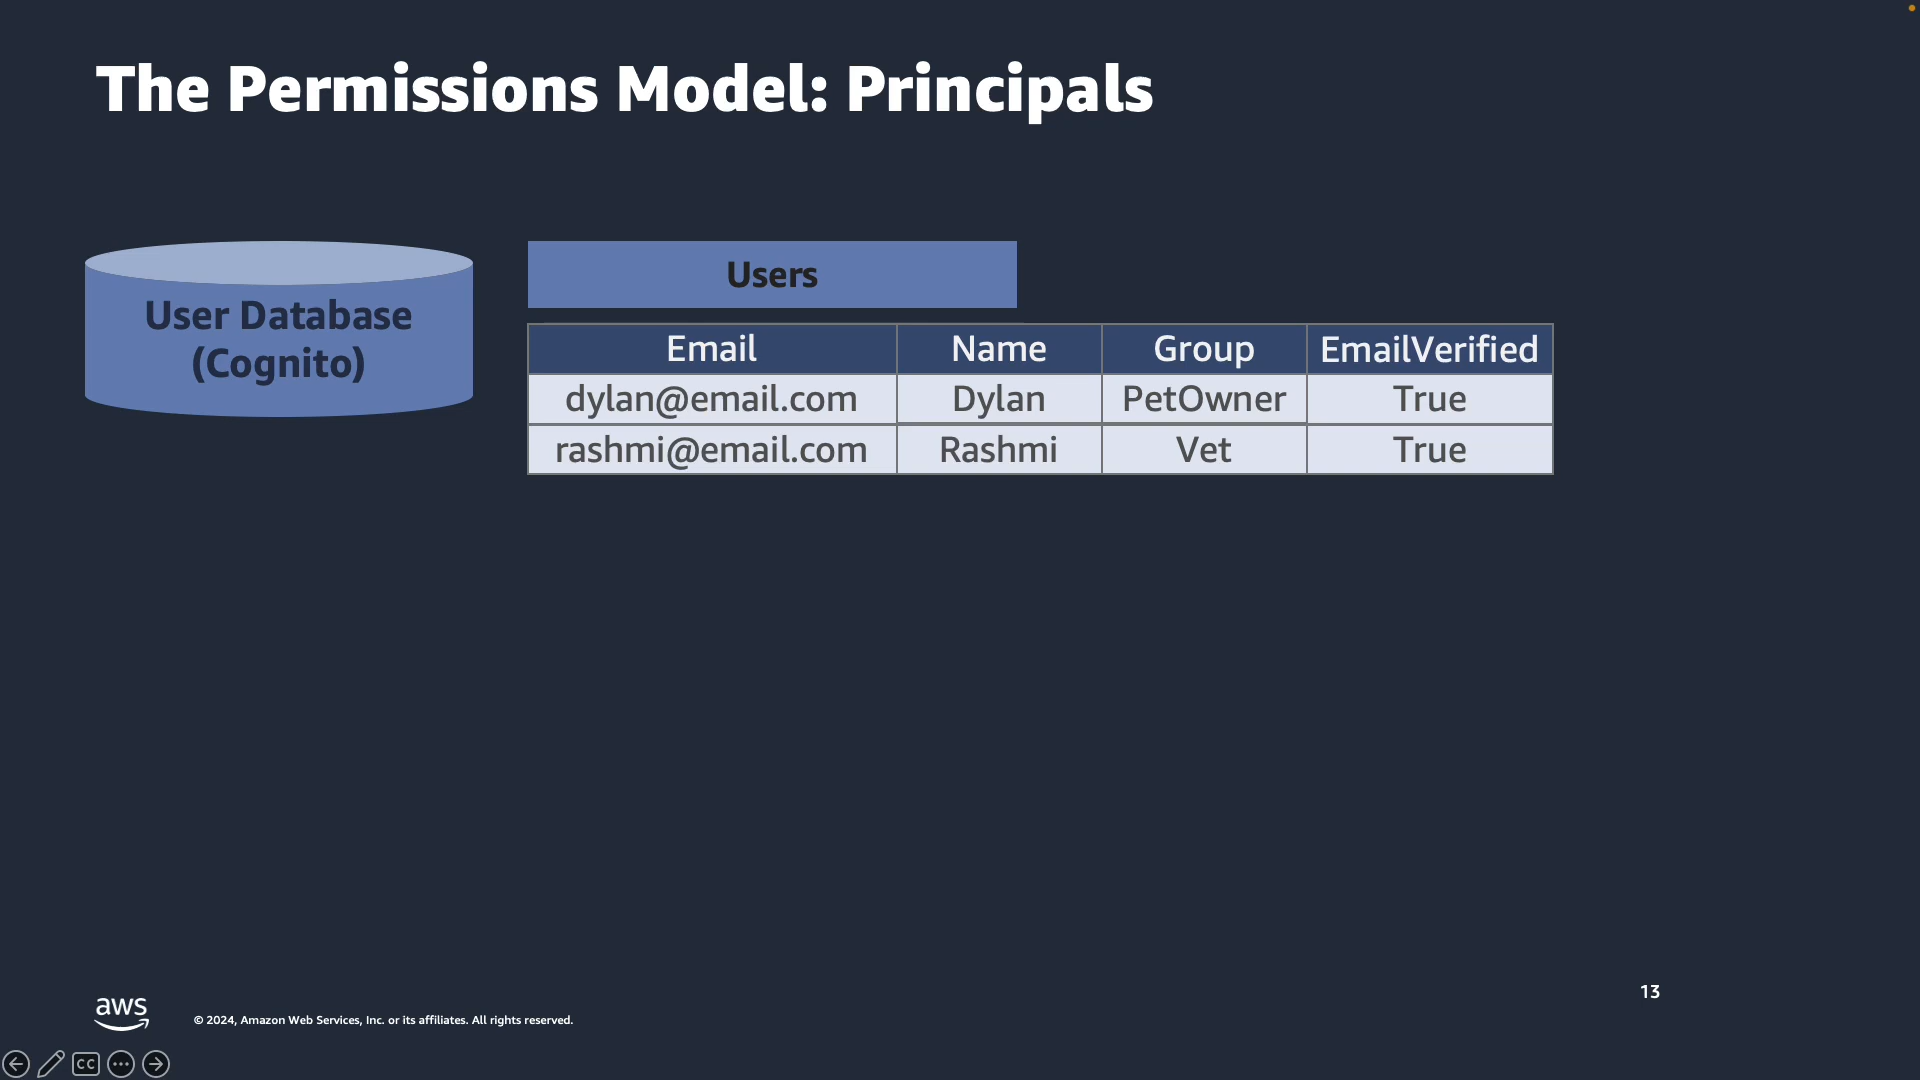 The Permissions Model: Principals
User Database
(Cognito)
Users
Email Name Group EmailVerified
dylan@email.com Dylan PetOwner True
rashmi@email.com Rashmi Vet True
13
aws
© 2024, Amazon Web Services, Inc. or its affiliates. All rights reserved.
CC